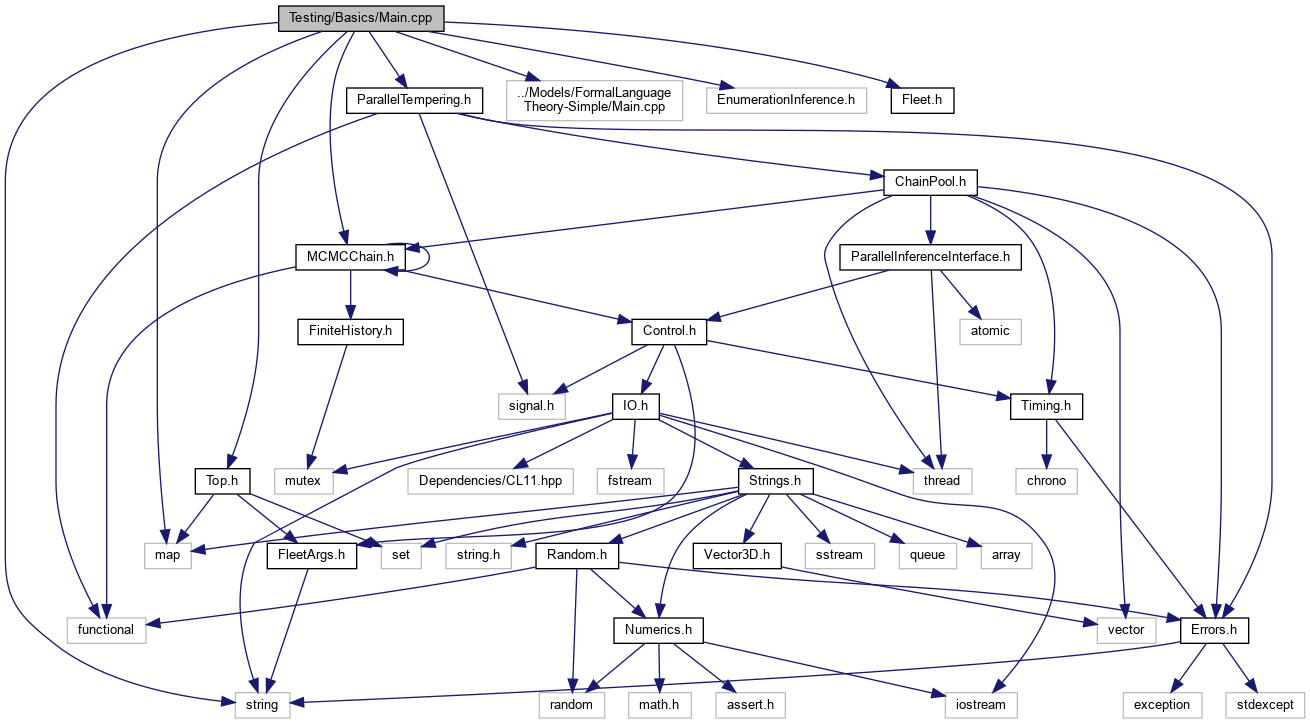 Testing/Basics/Main.cpp
ParallelTempering.h
../Models/FormalLanguage
Theory-Simple/Main.cpp
EnumerationInference.h
Fleet.h
ChainPool.h
MCMCChain.h
ParallelInferenceInterface.h
FiniteHistory.h
Control.h
atomic
signal.h
IO.h
Timing.h
Top.h
mutex
Dependencies/CL11.hpp
fstream
Strings.h
thread
chrono
map
FleetArgs.h
set
string.h
Random.h
Vector3D.h
sstream
queue
array
functional
Numerics.h
vector
Errors.h
string
random
math.h
assert.h
iostream
exception
stdexcept